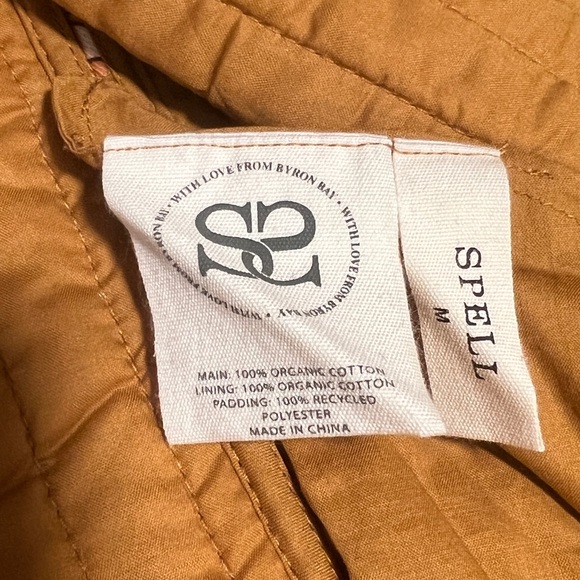 WITH LOVE FROM BYRON BAY • WITH LOVE FROM BYRON BAY •
MAIN: 100% ORGANIC COTTON
LINING: 100% ORGANIC COTTON
PADDING: 100% RECYCLED
POLYESTER
MADE IN CHINA
SPELL
M